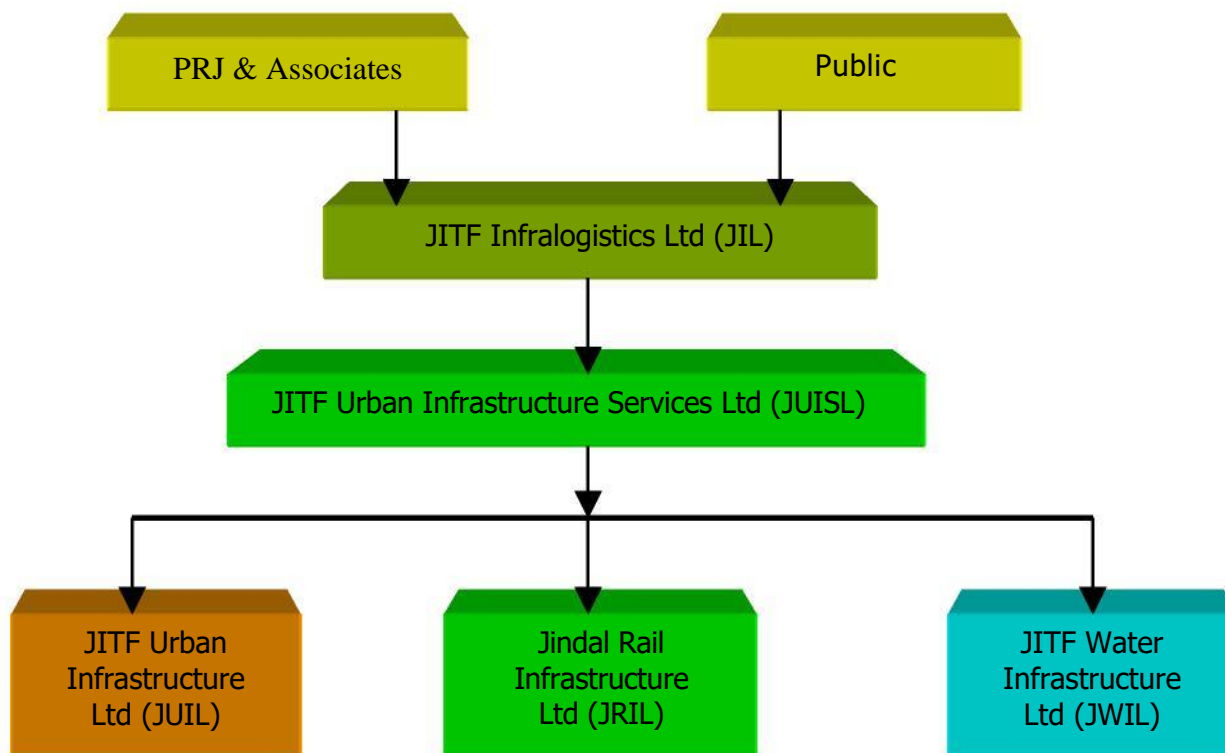 PRJ & Associates
Public
JITF Infralogistics Ltd (JIL)
JITF Urban Infrastructure Services Ltd (JUISL)
JITF Urban
Infrastructure
Ltd (JUIL)
Jindal Rail
Infrastructure
Ltd (JRIL)
JITF Water
Infrastructure
Ltd (JWIL)